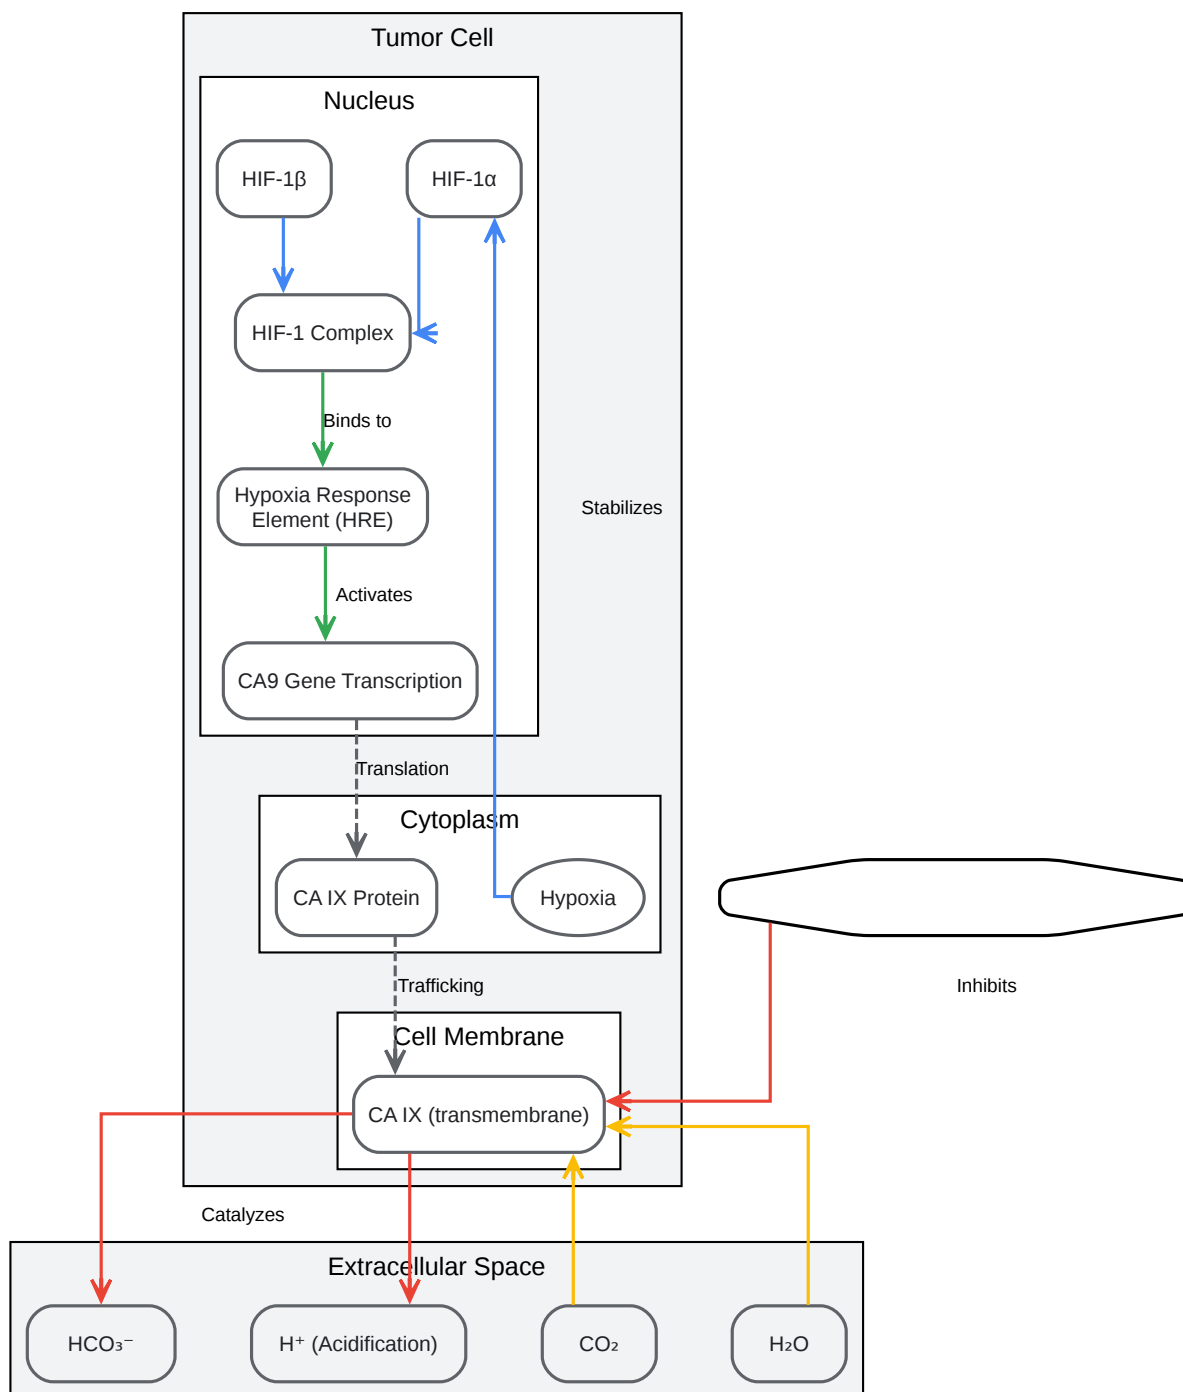 Tumor Cell
Nucleus
HIF-1β
HIF-1α
HIF-1 Complex
Binds to
Hypoxia Response
Element (HRE)
Stabilizes
Activates
CA9 Gene Transcription
Translation
Cytoplasm
CA IX Protein
Hypoxia
Trafficking
Inhibits
Cell Membrane
CA IX (transmembrane)
Catalyzes
Extracellular Space
HCO₃⁻
H⁺ (Acidification)
CO₂
H₂O